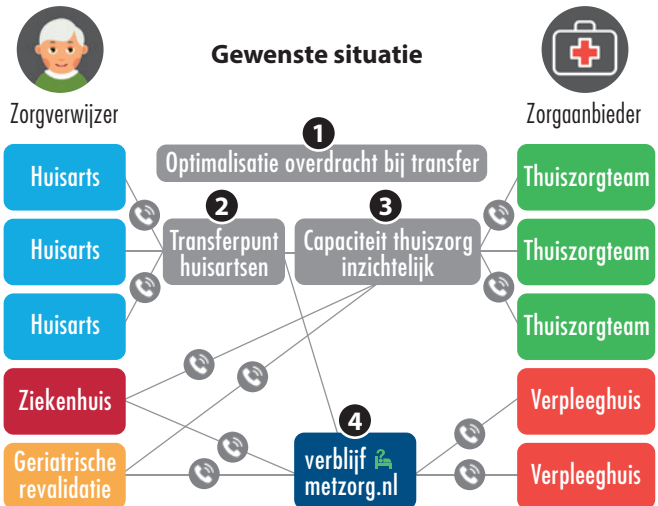 Gewenste situatie
Zorgverwijzer
Zorgaanbieder
1
Optimalisatie overdracht bij transfer
Huisarts
Huisarts
Huisarts
Ziekenhuis
Geriatrische
revalidatie
2
Transferpunt
huisartsen
3
Capaciteit thuiszorg
inzichtelijk
4
verblijf
metzorg.nl
Thuiszorgteam
Thuiszorgteam
Thuiszorgteam
Verpleeghuis
Verpleeghuis